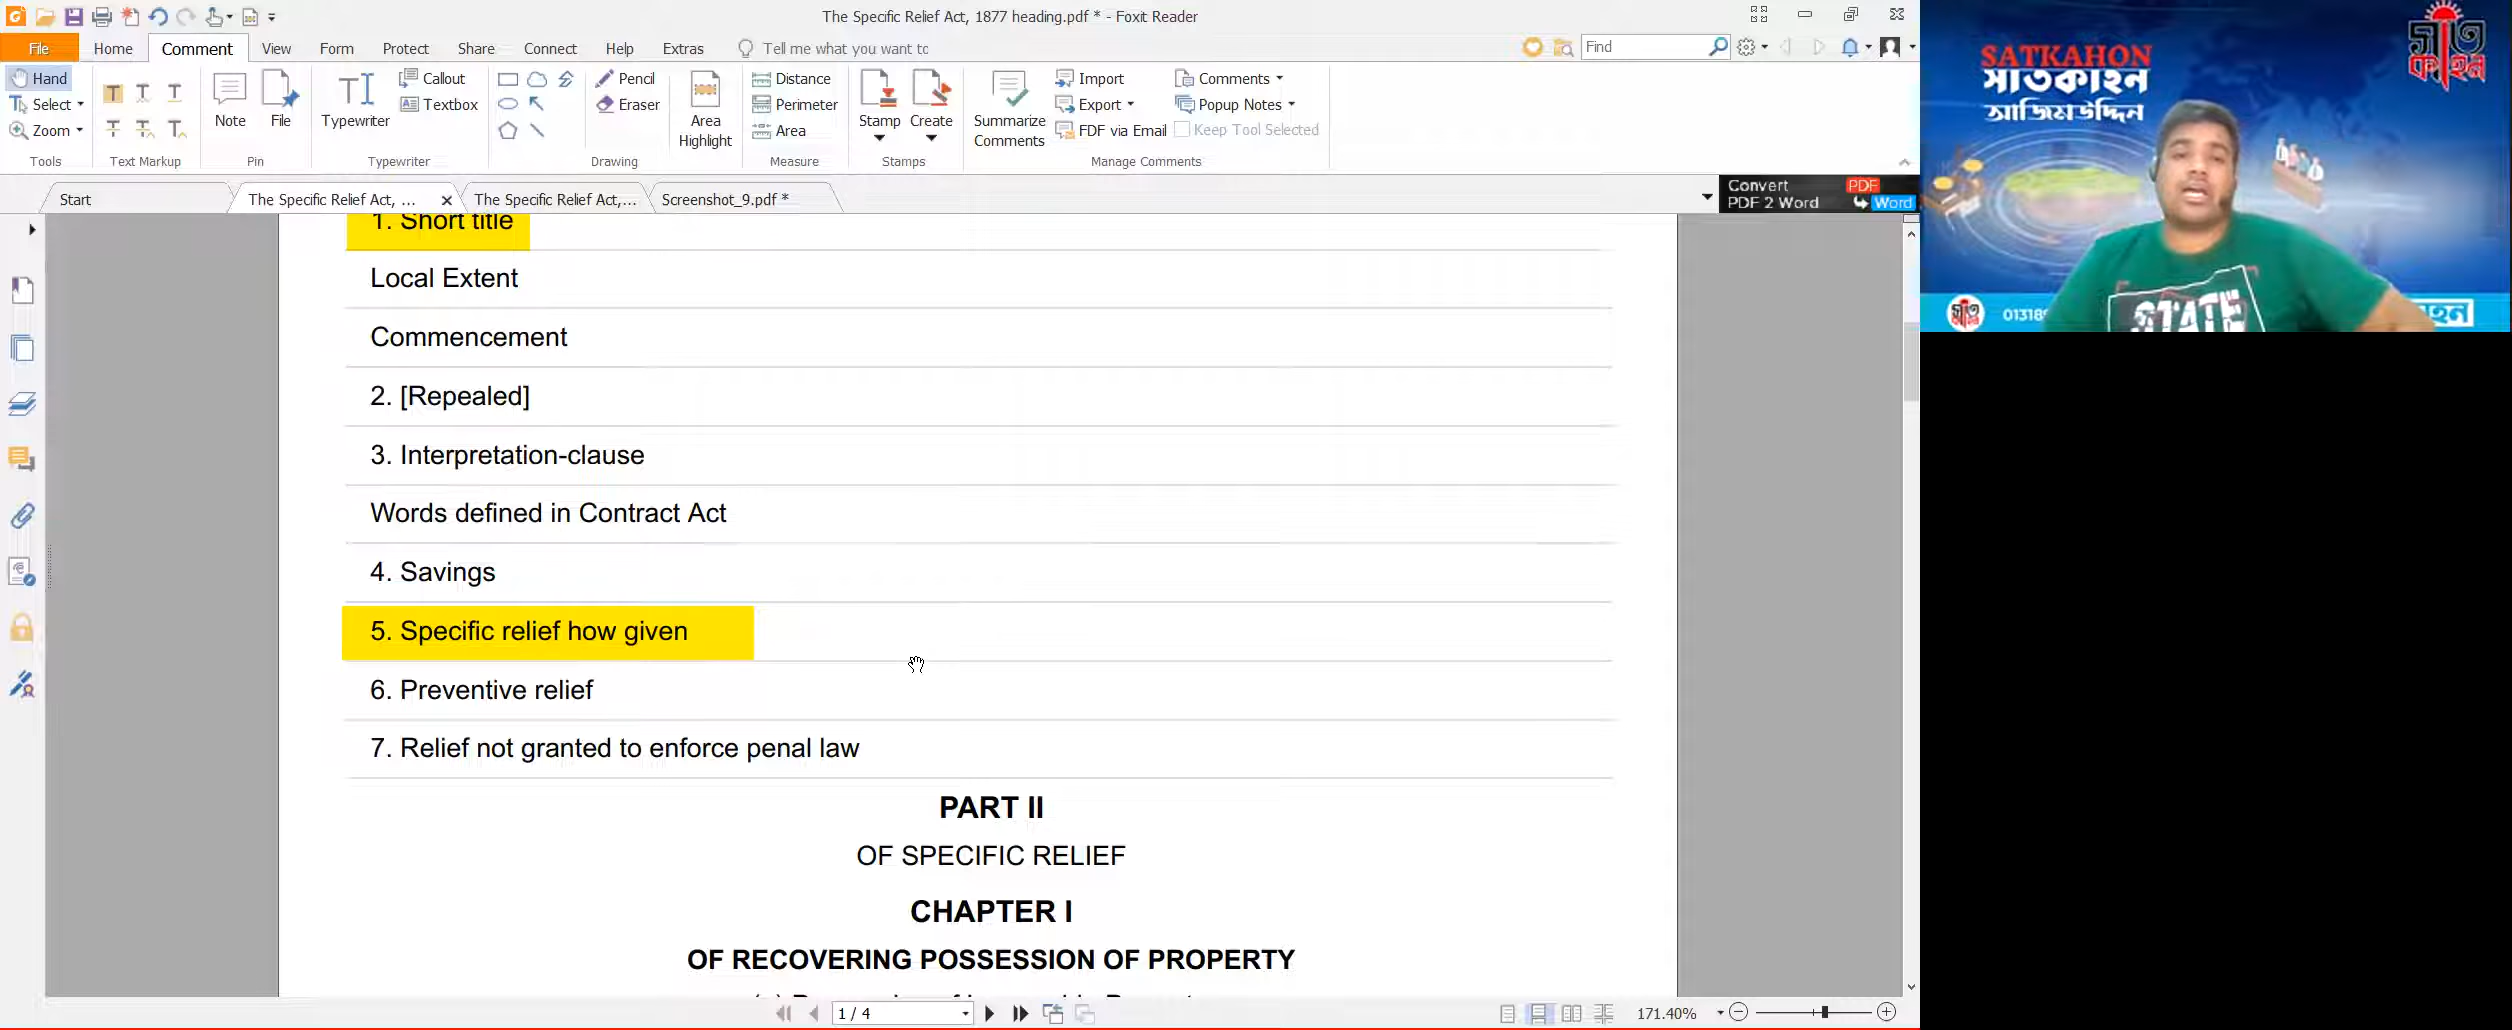 The Specific Relief Act, 1877 heading.pdf * - Foxit Reader
File Home Comment View Form Protect Share Connect Help Extras Tell me what you want to Find
Hand
Select
Zoom
Tools
Text Markup
Note
File
Pin
Typewriter
Callout
Textbox
Typewriter
Pencil
Eraser
Drawing
Area Highlight
Distance
Perimeter
Area
Measure
Stamp
Create
Stamps
Summarize Comments
Import
Export
FDF via Email
Comments
Popup Notes
Keep Tool Selected
Manage Comments
Start
The Specific Relief Act, ...
The Specific Relief Act,...
Screenshot_9.pdf *
Convert PDF
PDF 2 Word Word
1. Short title
Local Extent
Commencement
2. [Repealed]
3. Interpretation-clause
Words defined in Contract Act
4. Savings
5. Specific relief how given
6. Preventive relief
7. Relief not granted to enforce penal law
PART II
OF SPECIFIC RELIEF
CHAPTER I
OF RECOVERING POSSESSION OF PROPERTY
1 / 4
171.40%
SATKAHON
সাতকাহন
আজিম উদ্দিন
সাত
কাহন
STATE